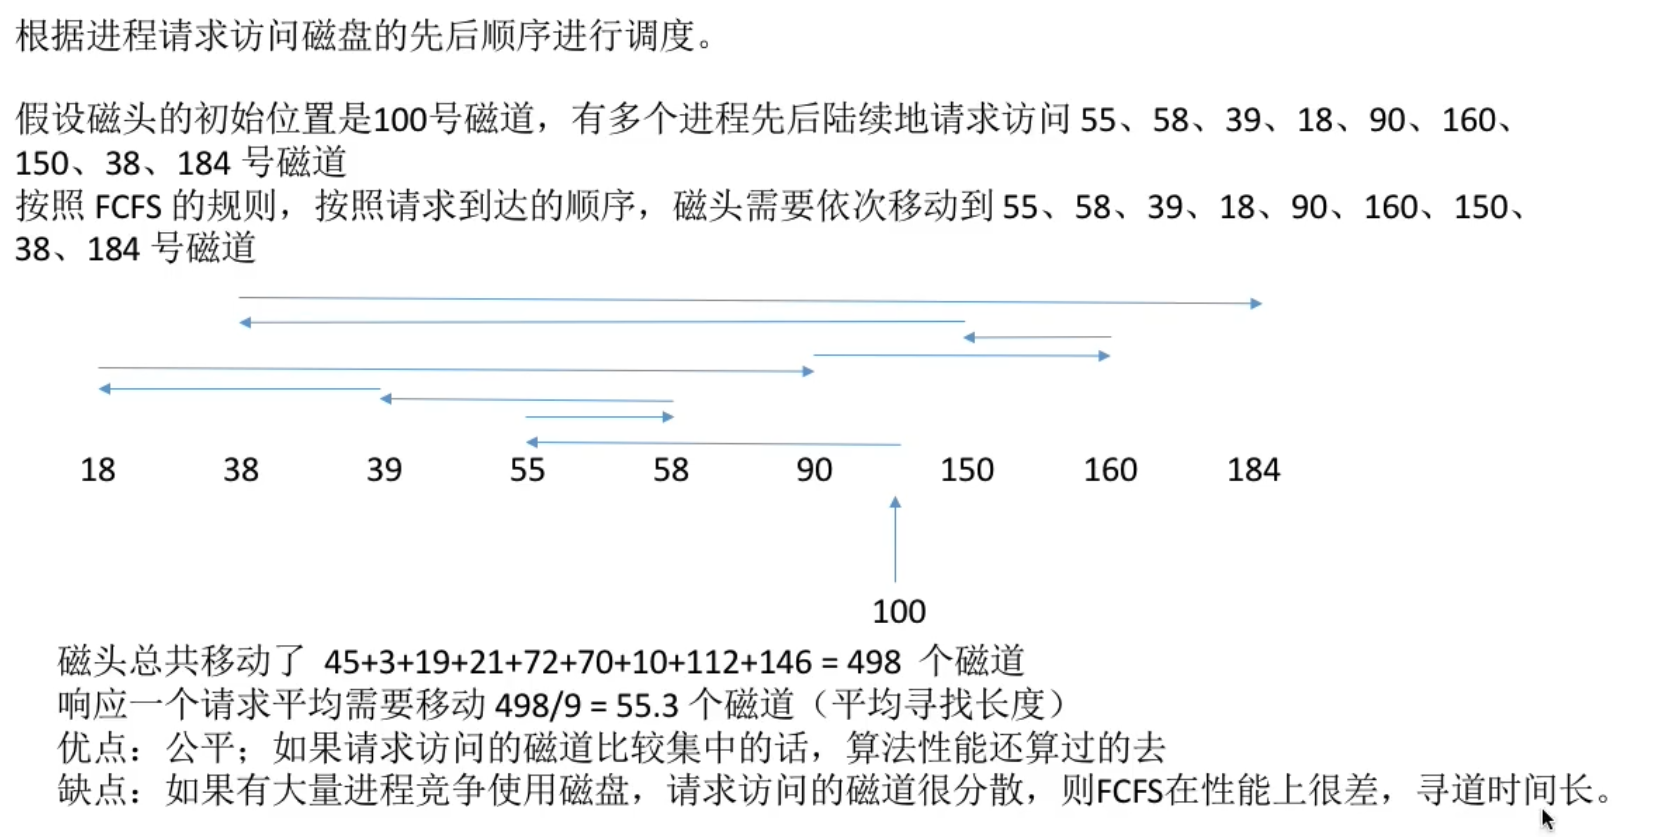 根据进程请求访问磁盘的先后顺序进行调度。
假设磁头的初始位置是100号磁道，有多个进程先后陆续地请求访问 55、58、39、18、90、160、
150、38、184 号磁道
按照 FCFS 的规则，按照请求到达的顺序，磁头需要依次移动到 55、58、39、18、90、160、150、
38、184 号磁道
18 38 39 55 58 90 150 160 184
100
磁头总共移动了 45+3+19+21+72+70+10+112+146 = 498 个磁道
响应一个请求平均需要移动 498/9 = 55.3 个磁道（平均寻找长度）
优点：公平；如果请求访问的磁道比较集中的话，算法性能还算过的去
缺点：如果有大量进程竞争使用磁盘，请求访问的磁道很分散，则FCFS在性能上很差，寻道时间长。